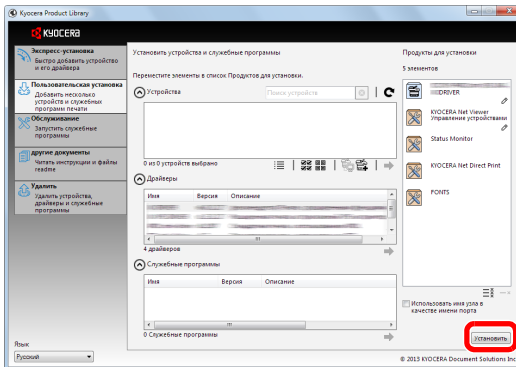 Kyocera Product Library
KYOCERA
Экспресс-установка
Быстро добавить устройство
и его драйвера
Пользовательская установка
Добавить несколько
устройств и служебных
программ печати
Обслуживание
Запустить служебные
программы
другие документы
Читать инструкции и файлы
readme
Удалить
Удалить устройства,
драйверы и служебные
программы
Язык
Русский
Установить устройства и служебные программы
Переместите элементы в список Продуктов для установки.
Устройства
Поиск устройств
0 из 0 устройств выбрано
Драйверы
Имя Версия Описание
4 драйверов
Служебные программы
Имя Версия Описание
0 Служебные программы
Продукты для установки
5 элементов
DRIVER
KYOCERA Net Viewer
Управление устройствами
Status Monitor
KYOCERA Net Direct Print
FONTS
Использовать имя узла в
качестве имени порта
Установить
© 2013 KYOCERA Document Solutions Inc.